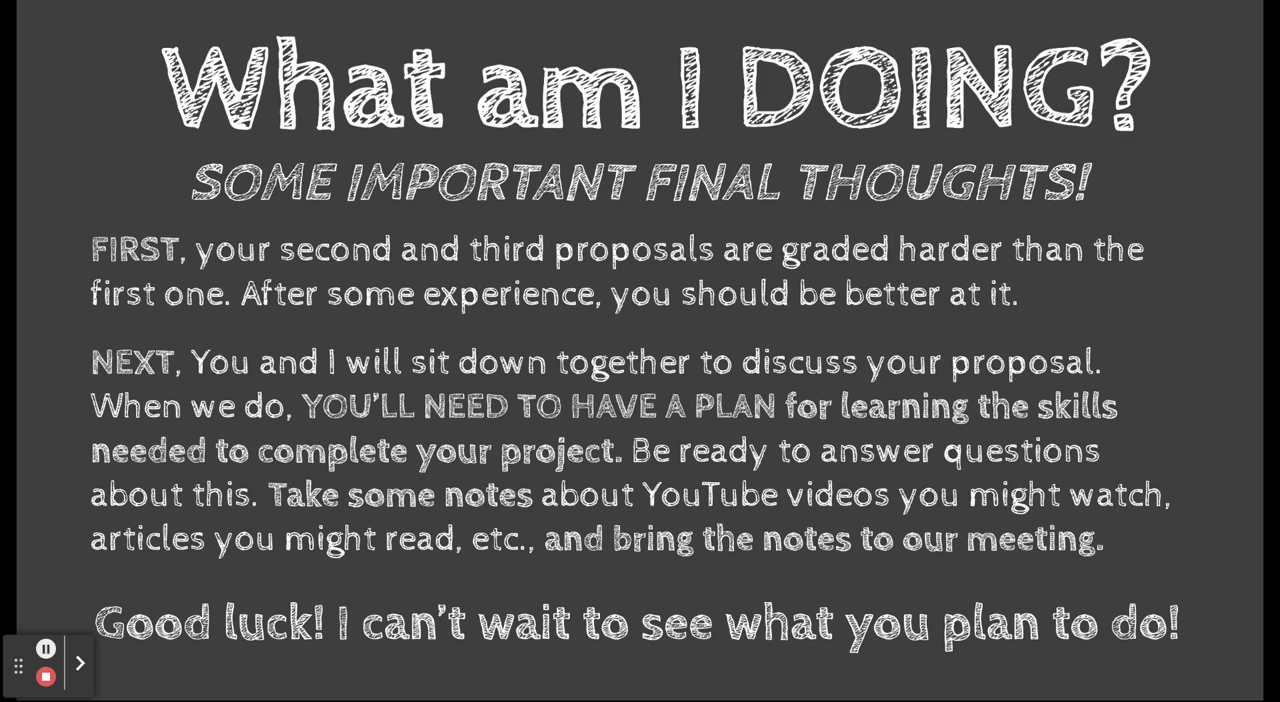 What am I DOING?
SOME IMPORTANT FINAL THOUGHTS!
FIRST, your second and third proposals are graded harder than the
first one. After some experience, you should be better at it.
NEXT, You and I will sit down together to discuss your proposal.
When we do, YOU'LL NEED TO HAVE A PLAN for learning the skills
needed to complete your project. Be ready to answer questions
about this. Take some notes about YouTube videos you might watch,
articles you might read, etc., and bring the notes to our meeting.
Good luck! I can't wait to see what you plan to do!